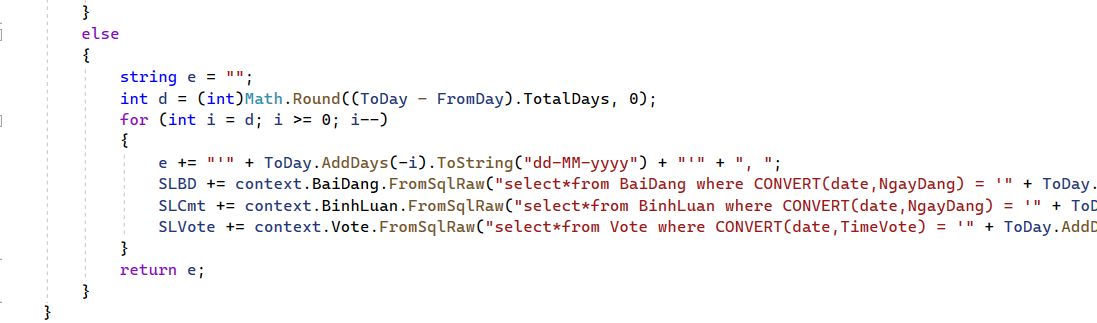 }
else
{
string e = "";
int d = (int)Math.Round((ToDay - FromDay).TotalDays, 0);
for (int i = d; i >= 0; i--)
{
e += "'" + ToDay.AddDays(-i).ToString("dd-MM-yyyy") + "'" + ", ";
SLBD += context.BaiDang.FromSqlRaw("select*from BaiDang where CONVERT(date,NgayDang) = '" + ToDay.
SLCmt += context.BinhLuan.FromSqlRaw("select*from BinhLuan where CONVERT(date,NgayDang) = '" + ToD
SLVote += context.Vote.FromSqlRaw("select*from Vote where CONVERT(date,TimeVote) = '" + ToDay.AddD
}
return e;
}
}